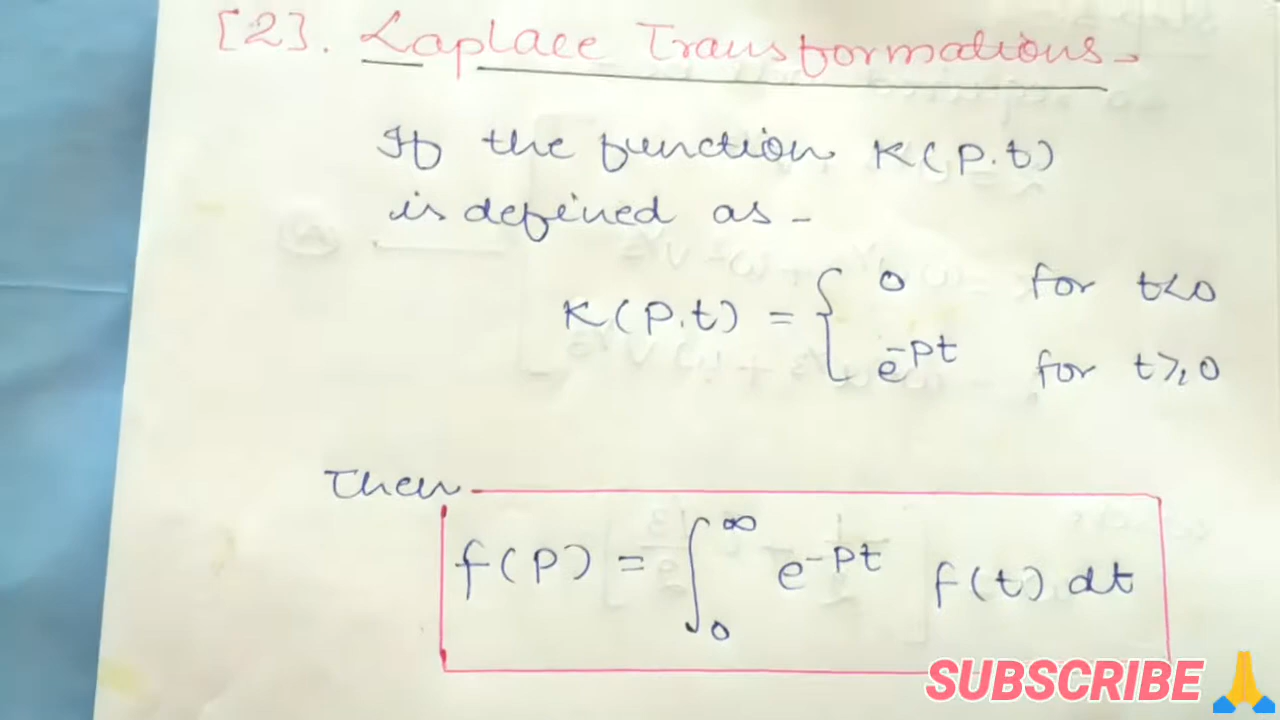 [2]. Laplace Transformations-
If the function K(P.t)
is defined as -
K(P.t) = { 0 for t<0
e^-pt for t⩾0
Then
f(P) = ∫₀^∞ e^-pt f(t) dt
SUBSCRIBE 🙏